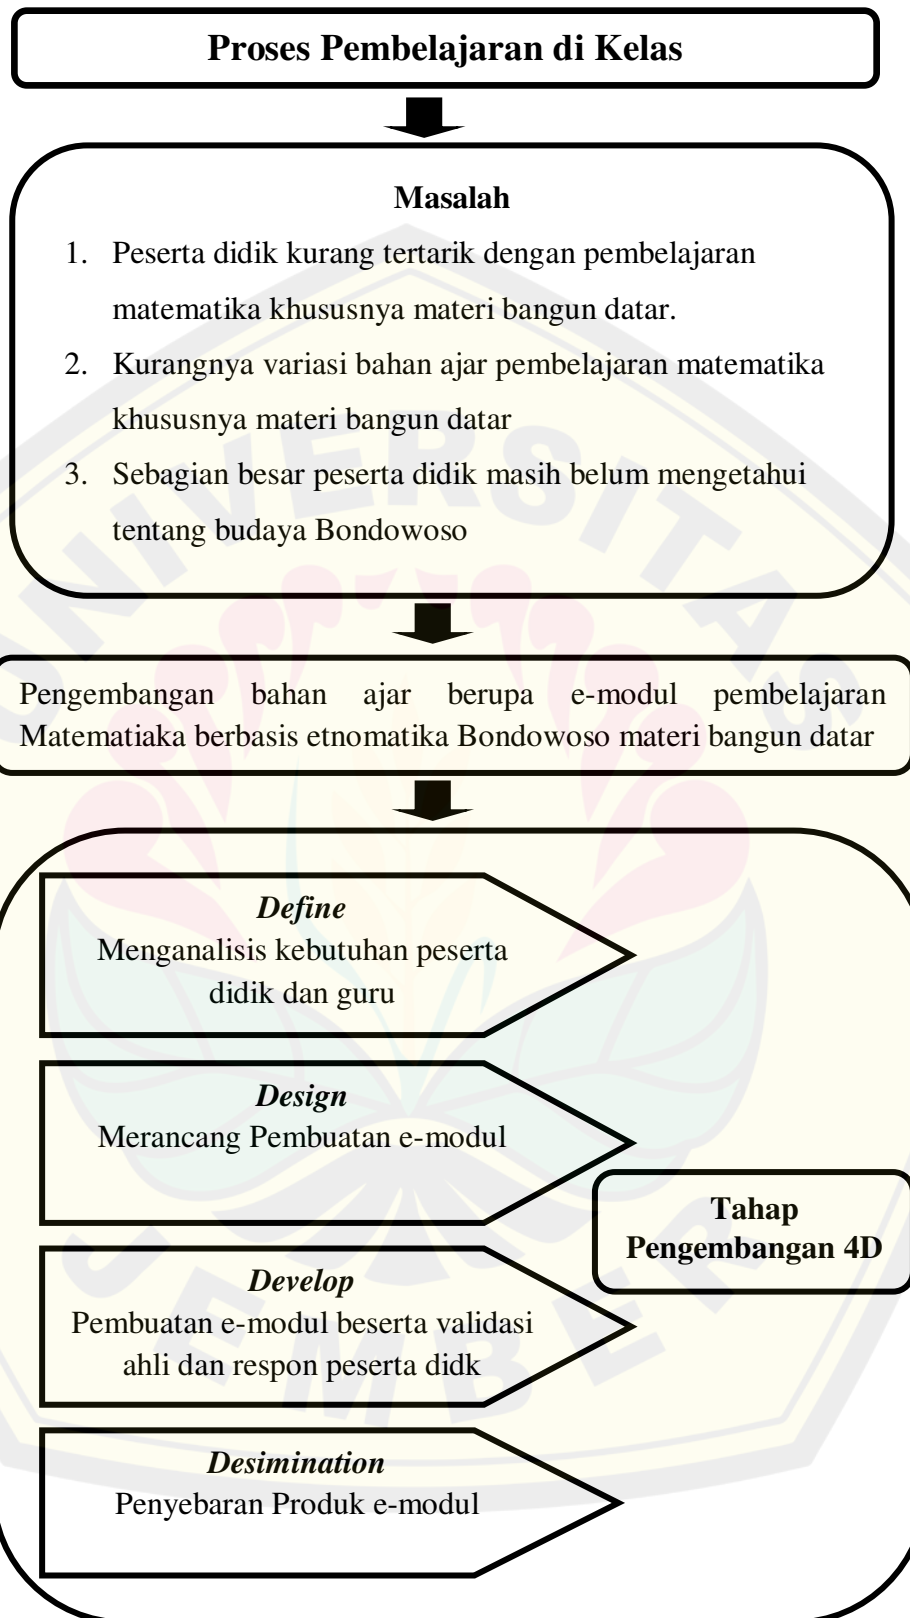 Proses Pembelajaran di Kelas
Masalah
1. Peserta didik kurang tertarik dengan pembelajaran
matematika khususnya materi bangun datar.
2. Kurangnya variasi bahan ajar pembelajaran matematika
khususnya materi bangun datar
3. Sebagian besar peserta didik masih belum mengetahui
tentang budaya Bondowoso
Pengembangan bahan ajar berupa e-modul pembelajaran
Matematiaka berbasis etnomatika Bondowoso materi bangun datar
Define
Menganalisis kebutuhan peserta
didik dan guru
Design
Merancang Pembuatan e-modul
Tahap
Pengembangan 4D
Develop
Pembuatan e-modul beserta validasi
ahli dan respon peserta didk
Desimination
Penyebaran Produk e-modul
UNIVERSITAS
JEMBER